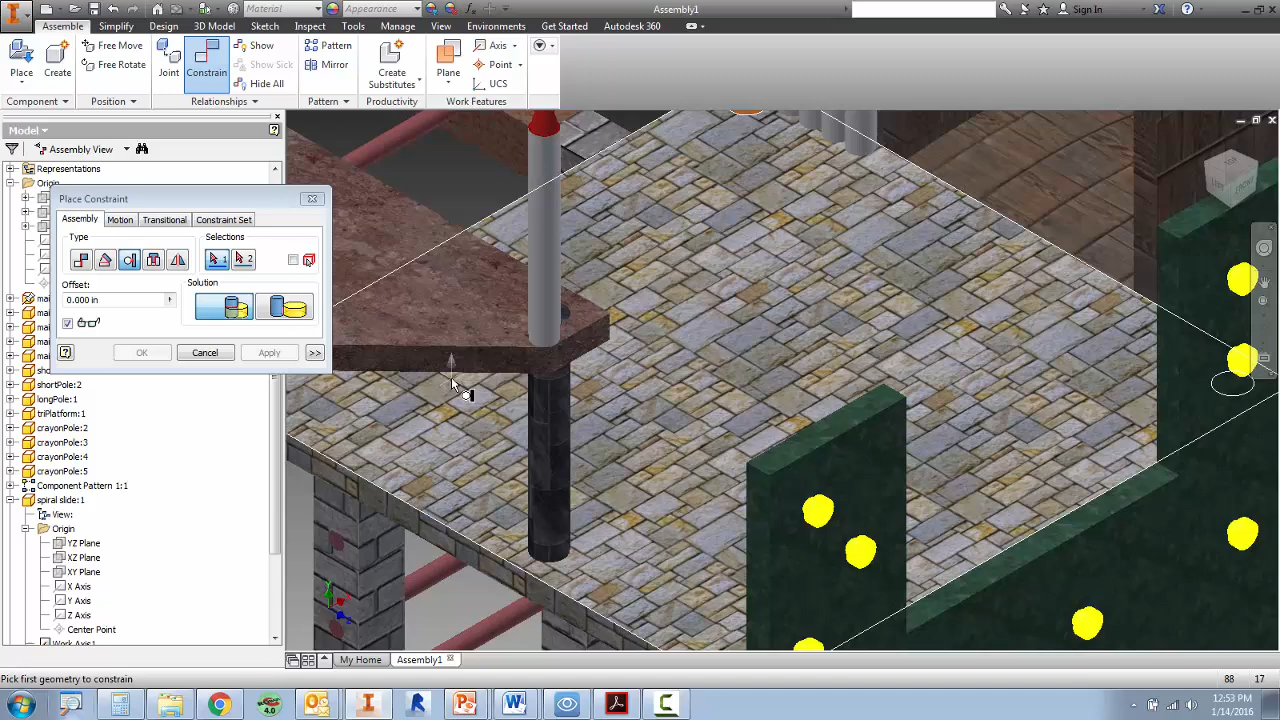 Material
Appearance
Assembly1
Sign In
Assemble Simplify Design 3D Model Sketch Inspect Tools Manage View Environments Get Started Autodesk 360
Free Move Show Pattern Axis
Place Create Free Rotate Joint Constrain Show Sick Mirror Create Substitutes Plane Point
Hide All UCS
Component Position Relationships Pattern Productivity Work Features
Model
Assembly View
Representations
Origin
Place Constraint
Assembly Motion Transitional Constraint Set
Type Selections
1 2
Offset: Solution
0.000 in
OK Cancel Apply >>
shortPole:2
longPole:1
triPlatform:1
crayonPole:2
crayonPole:3
crayonPole:4
crayonPole:5
Component Pattern 1:1
spiral slide:1
View:
Origin
YZ Plane
XZ Plane
XY Plane
X Axis
Y Axis
Z Axis
Center Point
Work Axis1
My Home Assembly1
Pick first geometry to constrain 88 17
4.0
12:53 PM
1/14/2016